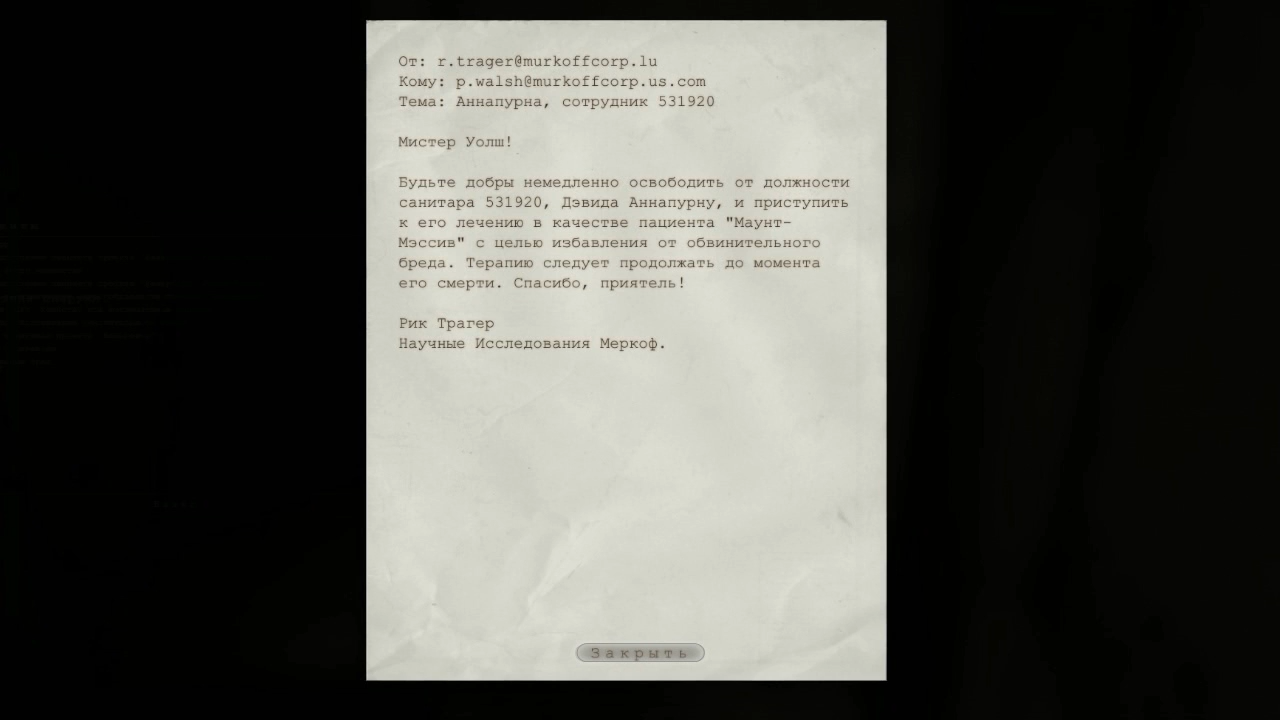 От: r.trager@murkoffcorp.lu
Кому: p.walsh@murkoffcorp.us.com
Тема: Аннапурна, сотрудник 531920
Мистер Уолш!
Будьте добры немедленно освободить от должности
санитара 531920, Дэвида Аннапурну, и приступить
к его лечению в качестве пациента "Маунт-
Мэссив" с целью избавления от обвинительного
бреда. Терапию следует продолжать до момента
его смерти. Спасибо, приятель!
Рик Трагер
Научные Исследования Меркоф.
Закрыть